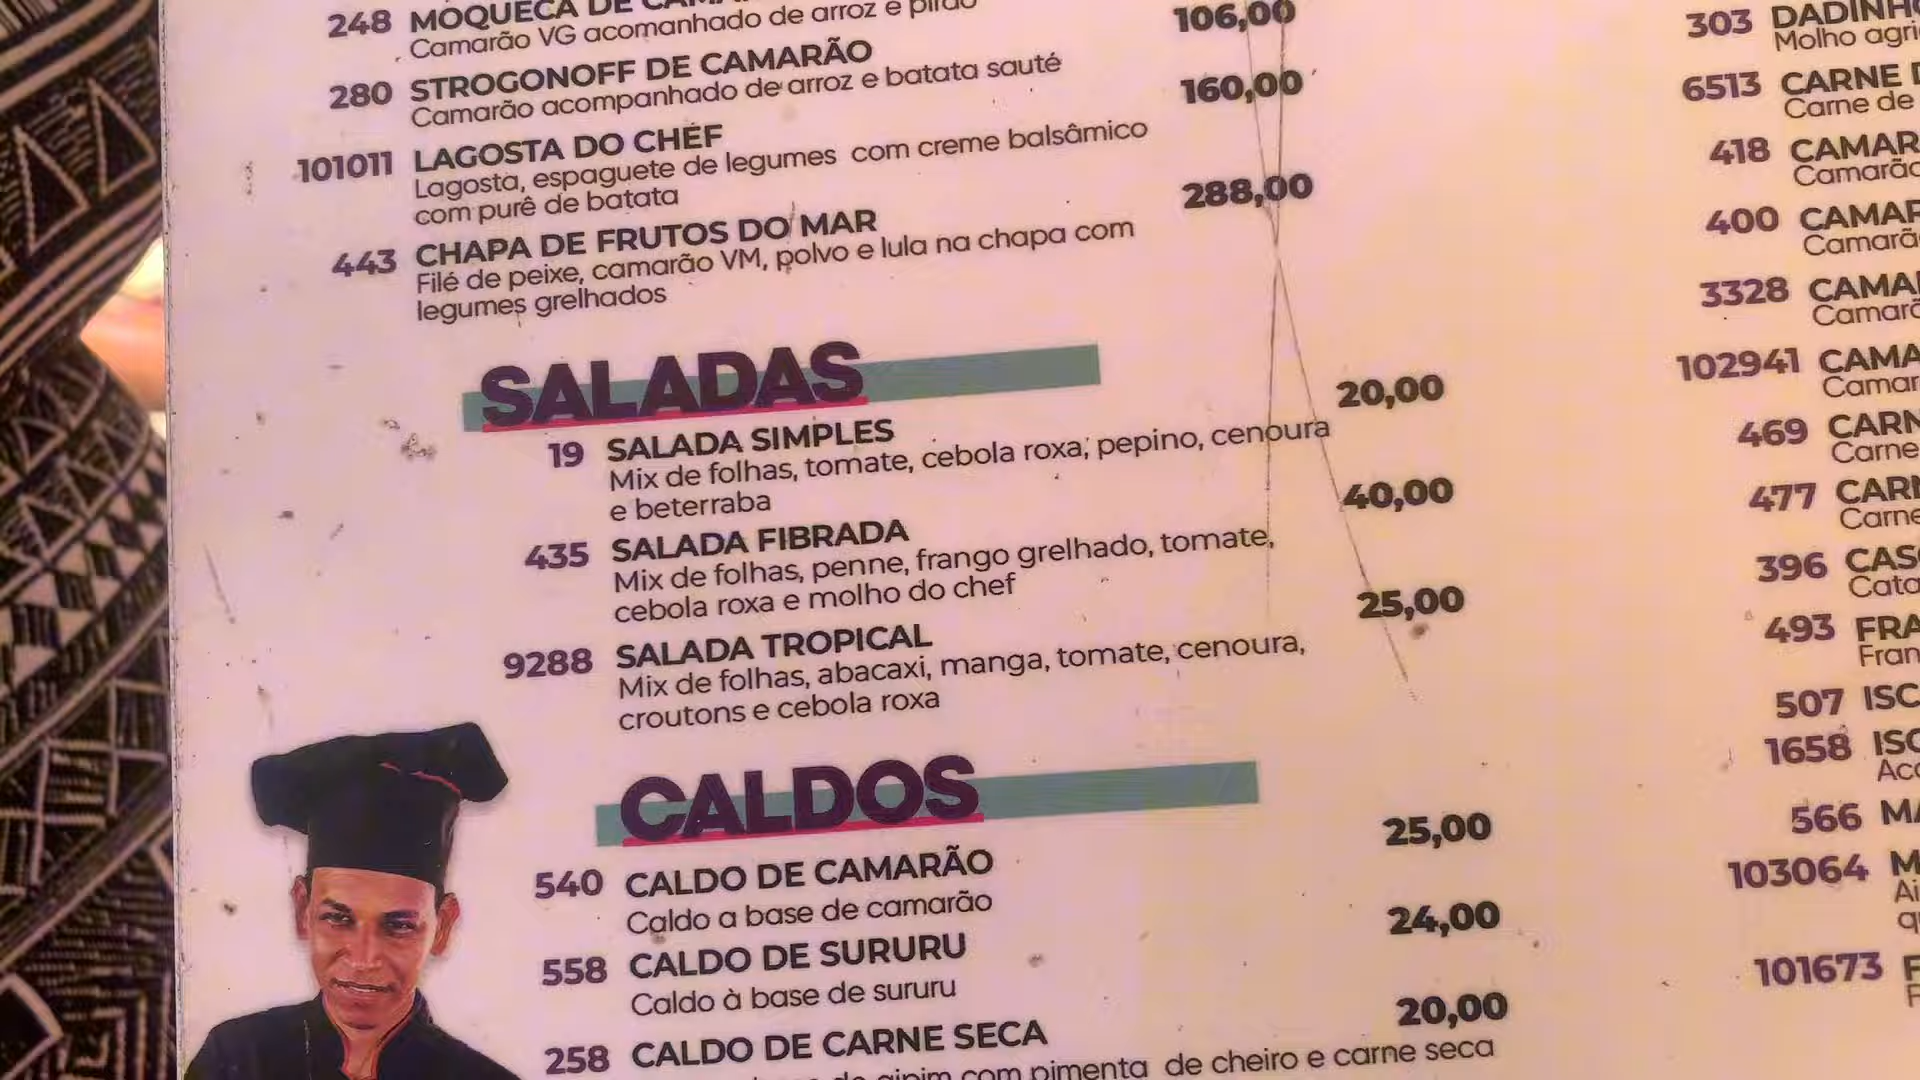 248 MOQUECA DE
Camarão VG acomanhado de arroz e pirão
106,00
280 STROGONOFF DE CAMARÃO
Camarão acompanhado de arroz e batata sauté
160,00
101011 LAGOSTA DO CHEF
Lagosta, espaguete de legumes com creme balsâmico
com purê de batata
288,00
443 CHAPA DE FRUTOS DO MAR
Filé de peixe, camarão VM, polvo e lula na chapa com
legumes grelhados
SALADAS
20,00
19 SALADA SIMPLES
Mix de folhas, tomate, cebola roxa, pepino, cenoura
e beterraba
40,00
435 SALADA FIBRADA
Mix de folhas, penne, frango grelhado, tomate,
cebola roxa e molho do chef
25,00
9288 SALADA TROPICAL
Mix de folhas, abacaxi, manga, tomate, cenoura,
croutons e cebola roxa
CALDOS
25,00
540 CALDO DE CAMARÃO
Caldo a base de camarão
24,00
558 CALDO DE SURURU
Caldo à base de sururu
20,00
258 CALDO DE CARNE SECA
com pimenta de cheiro e carne seca
303
Molho
6513 CARNE
Carne de
418
400
3328
102941
469
Carne
477
Carne
396
493
507
1658
566
103064
101673